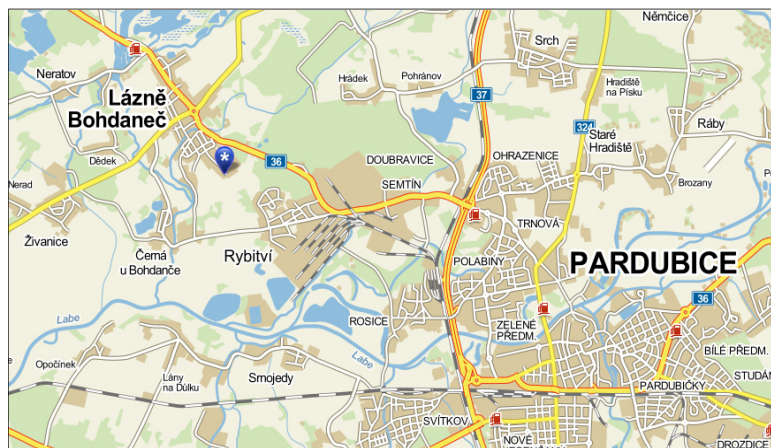 Němčice
Srch
Neratov
Hrádek
Pohránov
Hradiště
na Písku
Lázně
Bohdaneč
37
324
Ráby
Staré
Hradiště
Dědek
36
DOUBRAVICE
OHRAZENICE
SEMTÍN
Brozany
Nerad
Živanice
Černá
u Bohdanče
Rybitví
TRNOVÁ
POLABINY
PARDUBICE
36
Labe
ROSICE
ZELENÉ
PŘEDM.
Labe
BÍLÉ PŘEDM.
Opočínek
Lány
na Důlku
Srnojedy
STUDÁN
PARDUBIČKY
SVÍTKOV
NOVÉ
DROZDICE